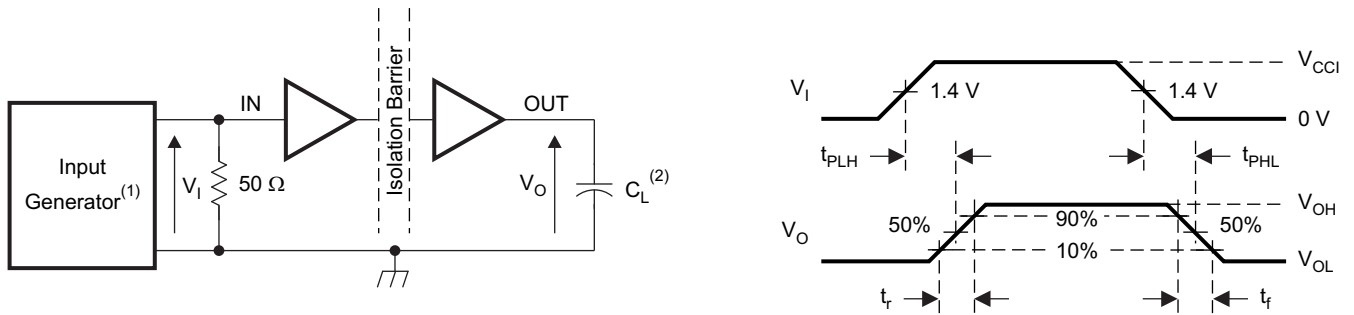 Input
Generator(1)
VI
50 Ω
IN
Isolation Barrier
OUT
VO
CL(2)
VI
1.4 V
1.4 V
VCCI
0 V
tPLH
tPHL
VO
50%
90%
10%
50%
VOH
VOL
tr
tf